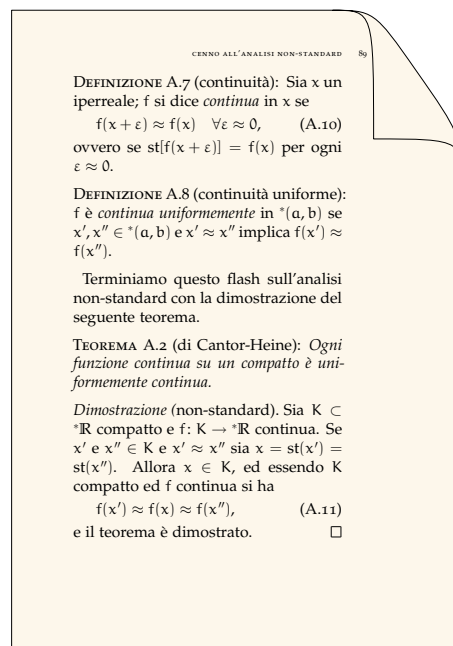 CENNO ALL'ANALISI NON-STANDARD 89
DEFINIZIONE A.7 (continuità): Sia x un
iperreale; f si dice continua in x se
f(x + ε) ≈ f(x) ∀ε ≈ 0, (A.10)
ovvero se st[f(x + ε)] = f(x) per ogni
ε ≈ 0.
DEFINIZIONE A.8 (continuità uniforme):
f è continua uniformemente in *(a, b) se
x′, x″ ∈ *(a, b) e x′ ≈ x″ implica f(x′) ≈
f(x″).
Terminiamo questo flash sull'analisi
non-standard con la dimostrazione del
seguente teorema.
TEOREMA A.2 (di Cantor-Heine): Ogni
funzione continua su un compatto è uni-
formemente continua.
Dimostrazione (non-standard). Sia K ⊂
*ℝ compatto e f: K → *ℝ continua. Se
x′ e x″ ∈ K e x′ ≈ x″ sia x = st(x′) =
st(x″). Allora x ∈ K, ed essendo K
compatto ed f continua si ha
f(x′) ≈ f(x) ≈ f(x″), (A.11)
e il teorema è dimostrato. □